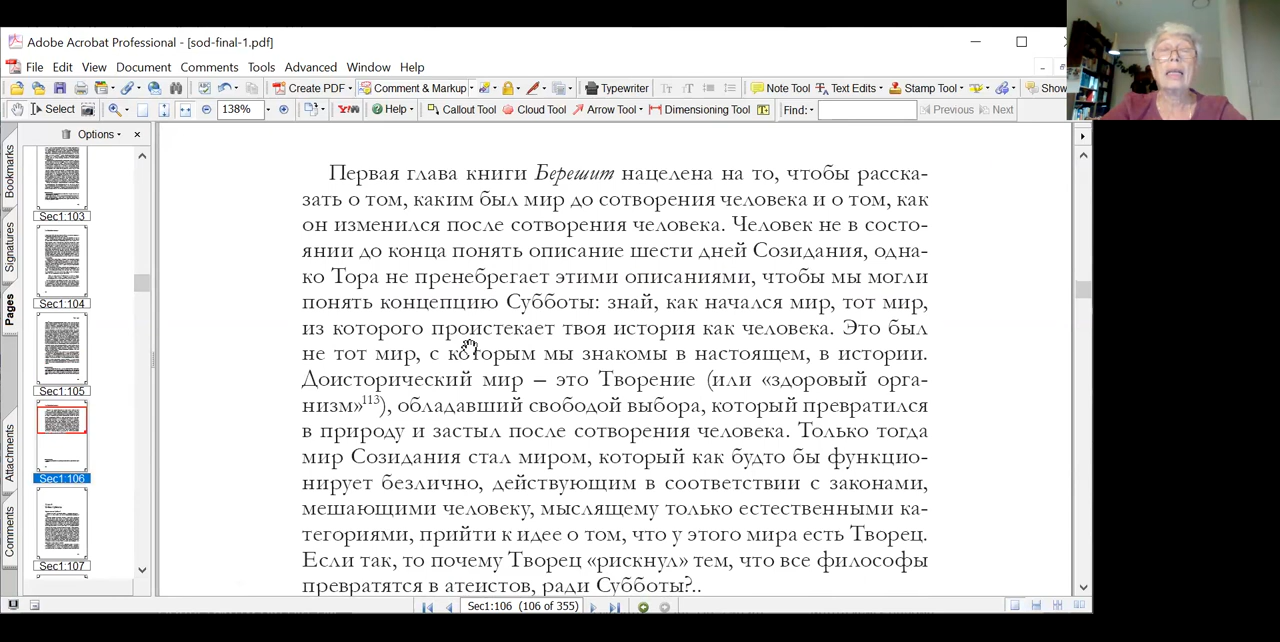 Adobe Acrobat Professional - [sod-final-1.pdf]
File Edit View Document Comments Tools Advanced Window Help
Create PDF Comment & Markup Typewriter Note Tool Text Edits Stamp Tool Show
Select 138% Y!7 Help Callout Tool Cloud Tool Arrow Tool Dimensioning Tool Find: Previous Next
Options
Bookmarks
Signatures
Pages
Attachments
Comments
Sec1:103
Sec1:104
Sec1:105
Sec1:106
Sec1:107
Первая глава книги Берешит нацелена на то, чтобы расска-
зать о том, каким был мир до сотворения человека и о том, как
он изменился после сотворения человека. Человек не в состо-
янии до конца понять описание шести дней Созидания, одна-
ко Тора не пренебрегает этими описаниями, чтобы мы могли
понять концепцию Субботы: знай, как начался мир, тот мир,
из которого проистекает твоя история как человека. Это был
не тот мир, с которым мы знакомы в настоящем, в истории.
Доисторический мир – это Творение (или «здоровый орга-
низм»113), обладавший свободой выбора, который превратился
в природу и застыл после сотворения человека. Только тогда
мир Созидания стал миром, который как будто бы функцио-
нирует безлично, действующим в соответствии с законами,
мешающими человеку, мыслящему только естественными ка-
тегориями, прийти к идее о том, что у этого мира есть Творец.
Если так, то почему Творец «рискнул» тем, что все философы
превратятся в атеистов, ради Субботы?..
Sec1:106 (106 of 355)